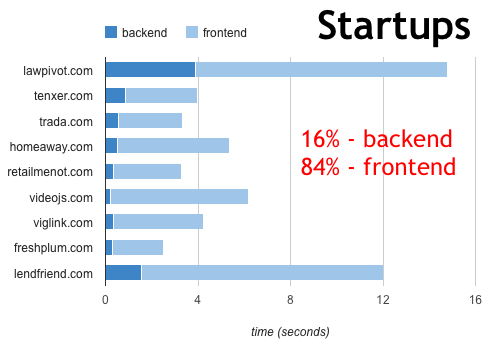 Startups
backend frontend
lawpivot.com
tenxer.com
trada.com
homeaway.com
retailmenot.com
videojs.com
viglink.com
freshplum.com
lendfriend.com
16% - backend
84% - frontend
0 4 8 12 16
time (seconds)